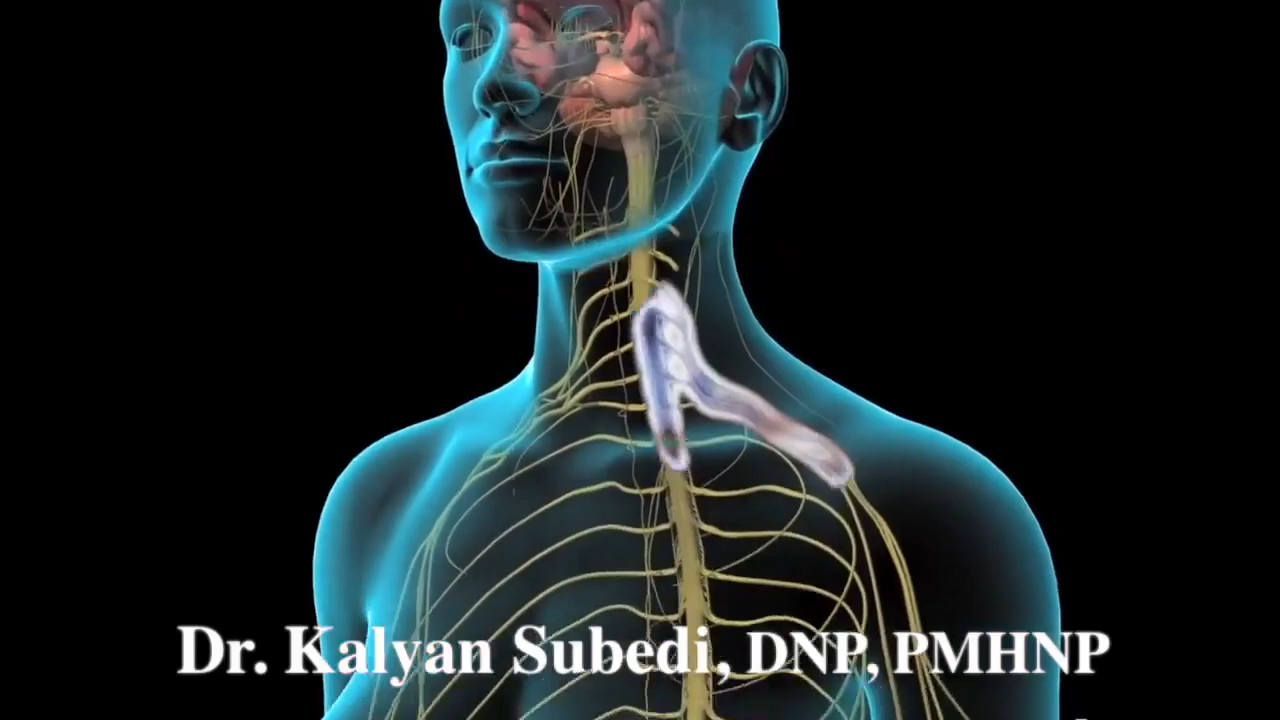 Dr. Kalyan Subedi, DNP, PMHNP